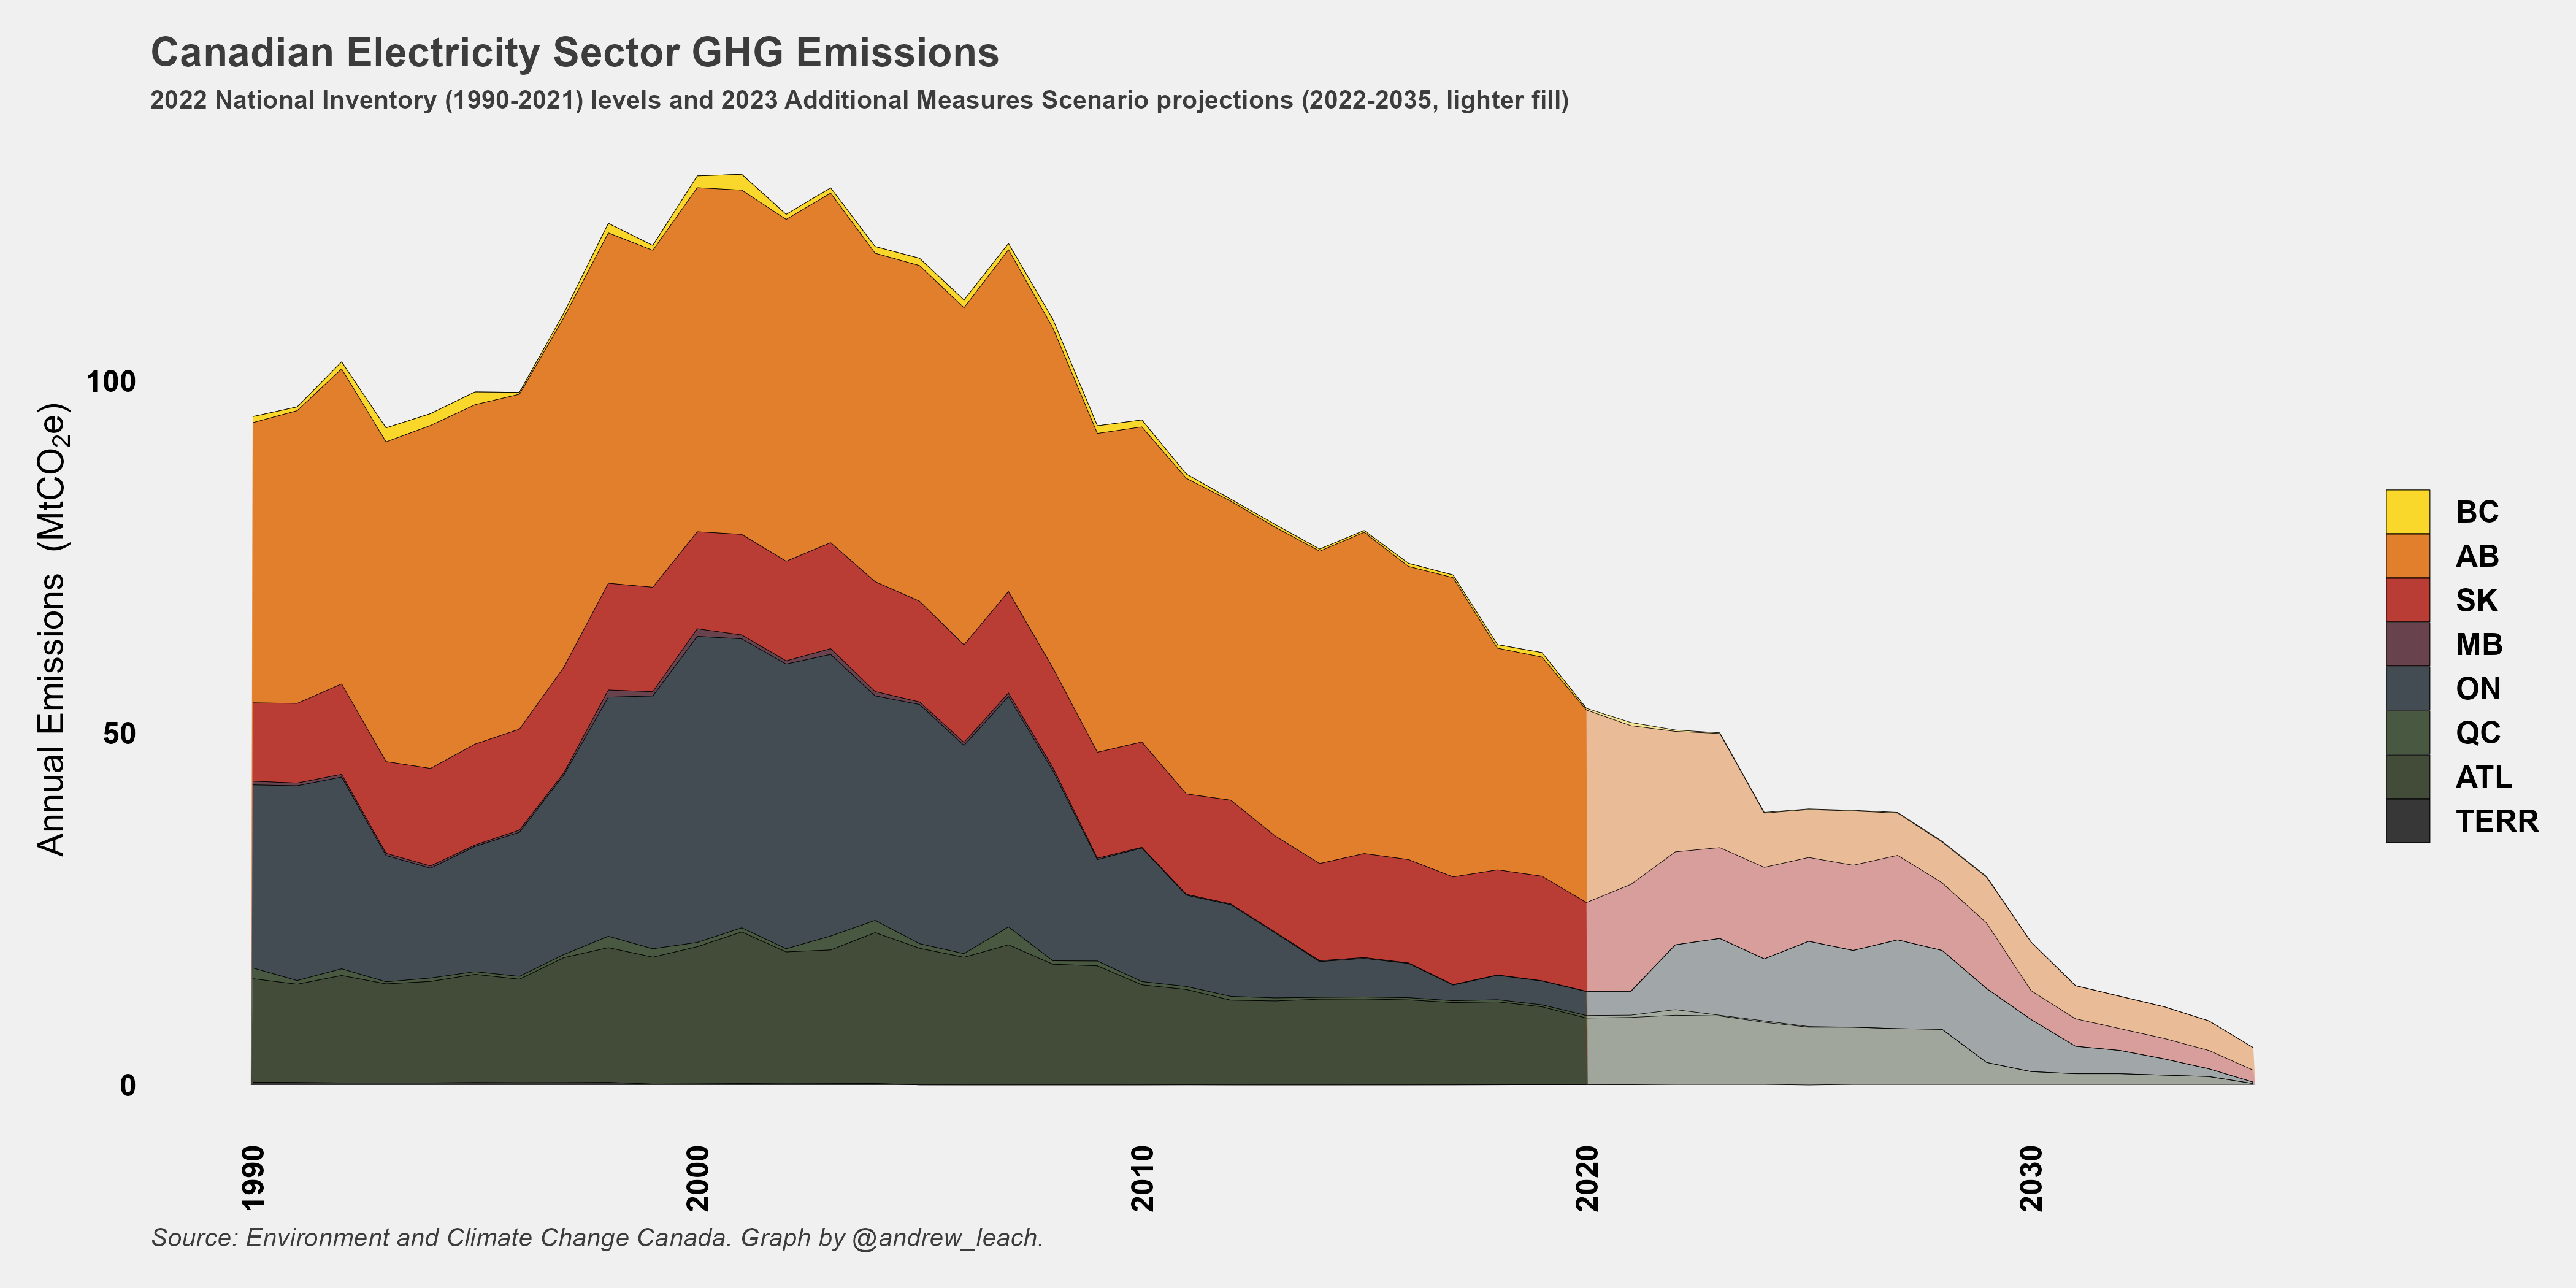 Canadian Electricity Sector GHG Emissions
2022 National Inventory (1990-2021) levels and 2023 Additional Measures Scenario projections (2022-2035, lighter fill)
Annual Emissions (MtCO₂e)
100
50
0
1990
2000
2010
2020
2030
BC
AB
SK
MB
ON
QC
ATL
TERR
Source: Environment and Climate Change Canada. Graph by @andrew_leach.